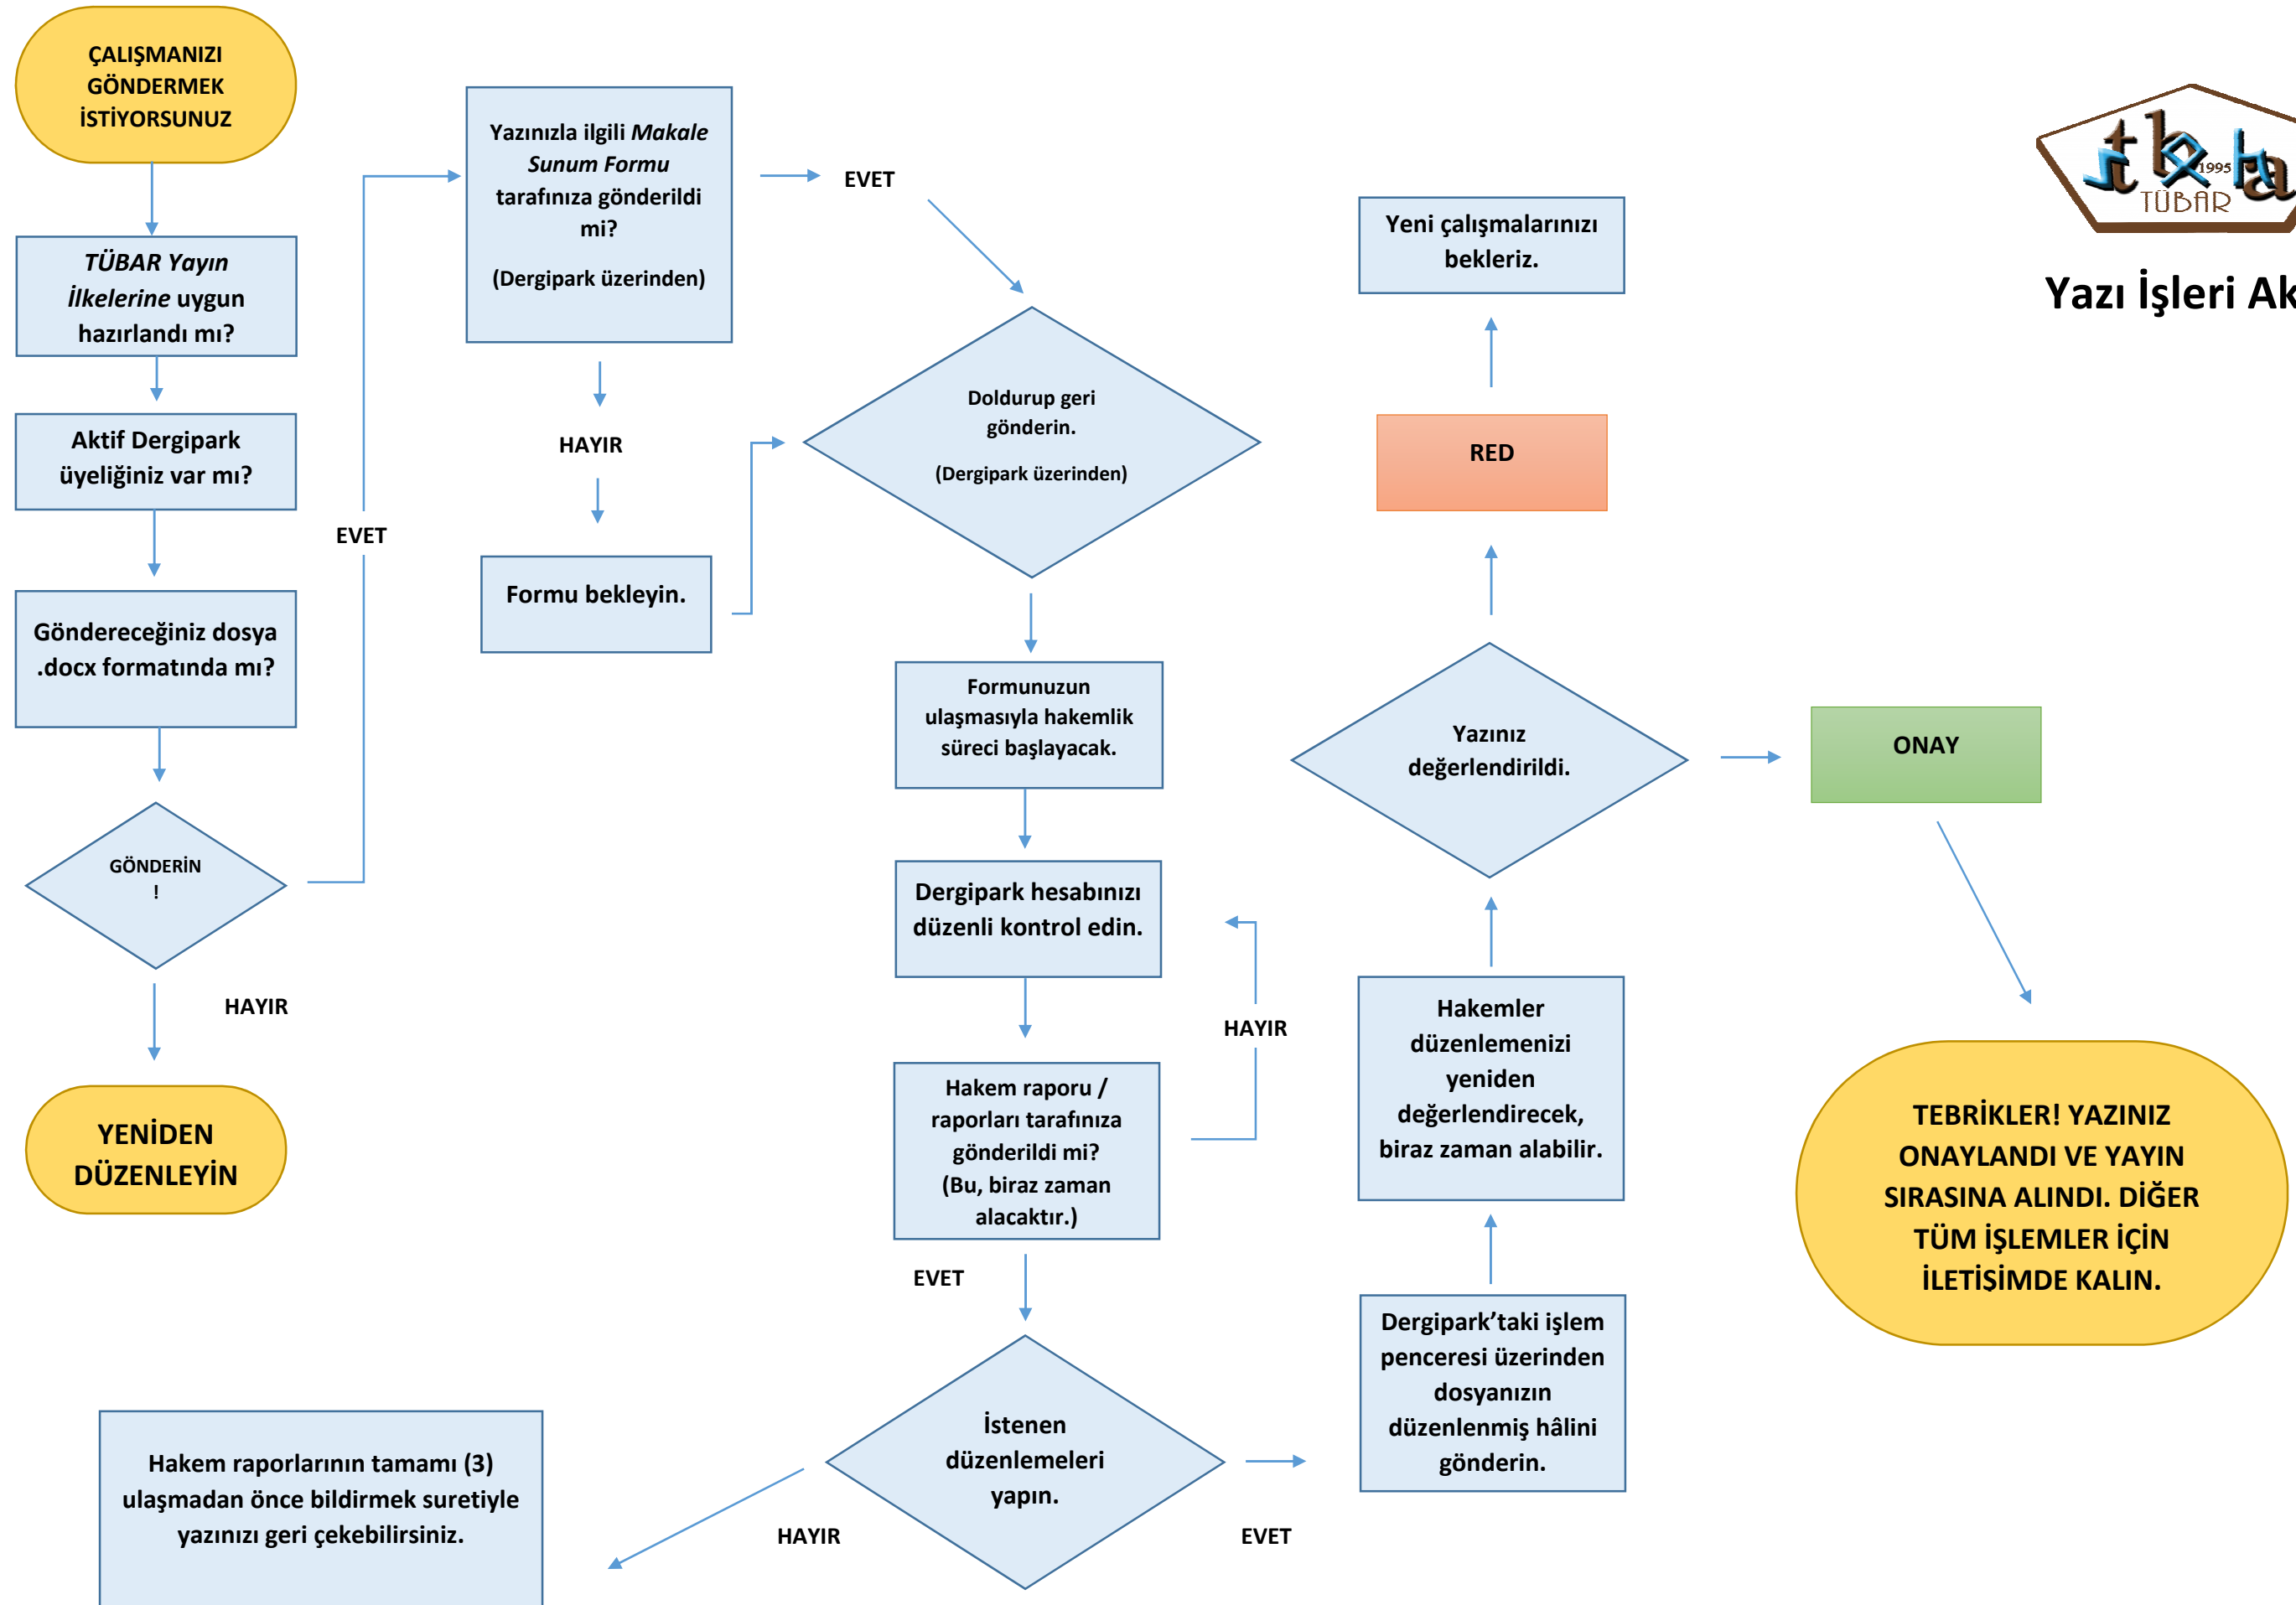 ÇALIŞMANIZI
GÖNDERMEK
İSTİYORSUNUZ
TÜBAR Yayın
İlkelerine uygun
hazırlandı mı?
Aktif Dergipark
üyeliğiniz var mı?
Göndereceğiniz dosya
.docx formatında mı?
GÖNDERİN
!
HAYIR
YENİDEN
DÜZENLEYİN
EVET
Yazınızla ilgili Makale
Sunum Formu
tarafınıza gönderildi
mi?
(Dergipark üzerinden)
EVET
HAYIR
Formu bekleyin.
Doldurup geri
gönderin.
(Dergipark üzerinden)
Formunuzun
ulaşmasıyla hakemlik
süreci başlayacak.
Dergipark hesabınızı
düzenli kontrol edin.
HAYIR
Hakem raporu /
raporları tarafınıza
gönderildi mi?
(Bu, biraz zaman
alacaktır.)
EVET
İstenen
düzenlemeleri
yapın.
HAYIR
EVET
Hakem raporlarının tamamı (3)
ulaşmadan önce bildirmek suretiyle
yazınızı geri çekebilirsiniz.
Dergipark’taki işlem
penceresi üzerinden
dosyanızın
düzenlenmiş hâlini
gönderin.
Hakemler
düzenlemenizi
yeniden
değerlendirecek,
biraz zaman alabilir.
Yazınız
değerlendirildi.
RED
Yeni çalışmalarınızı
bekleriz.
ONAY
TEBRİKLER! YAZINIZ
ONAYLANDI VE YAYIN
SIRASINA ALINDI. DİĞER
TÜM İŞLEMLER İÇİN
İLETİŞİMDE KALIN.
1995
TÜBAR
Yazı İşleri Ak